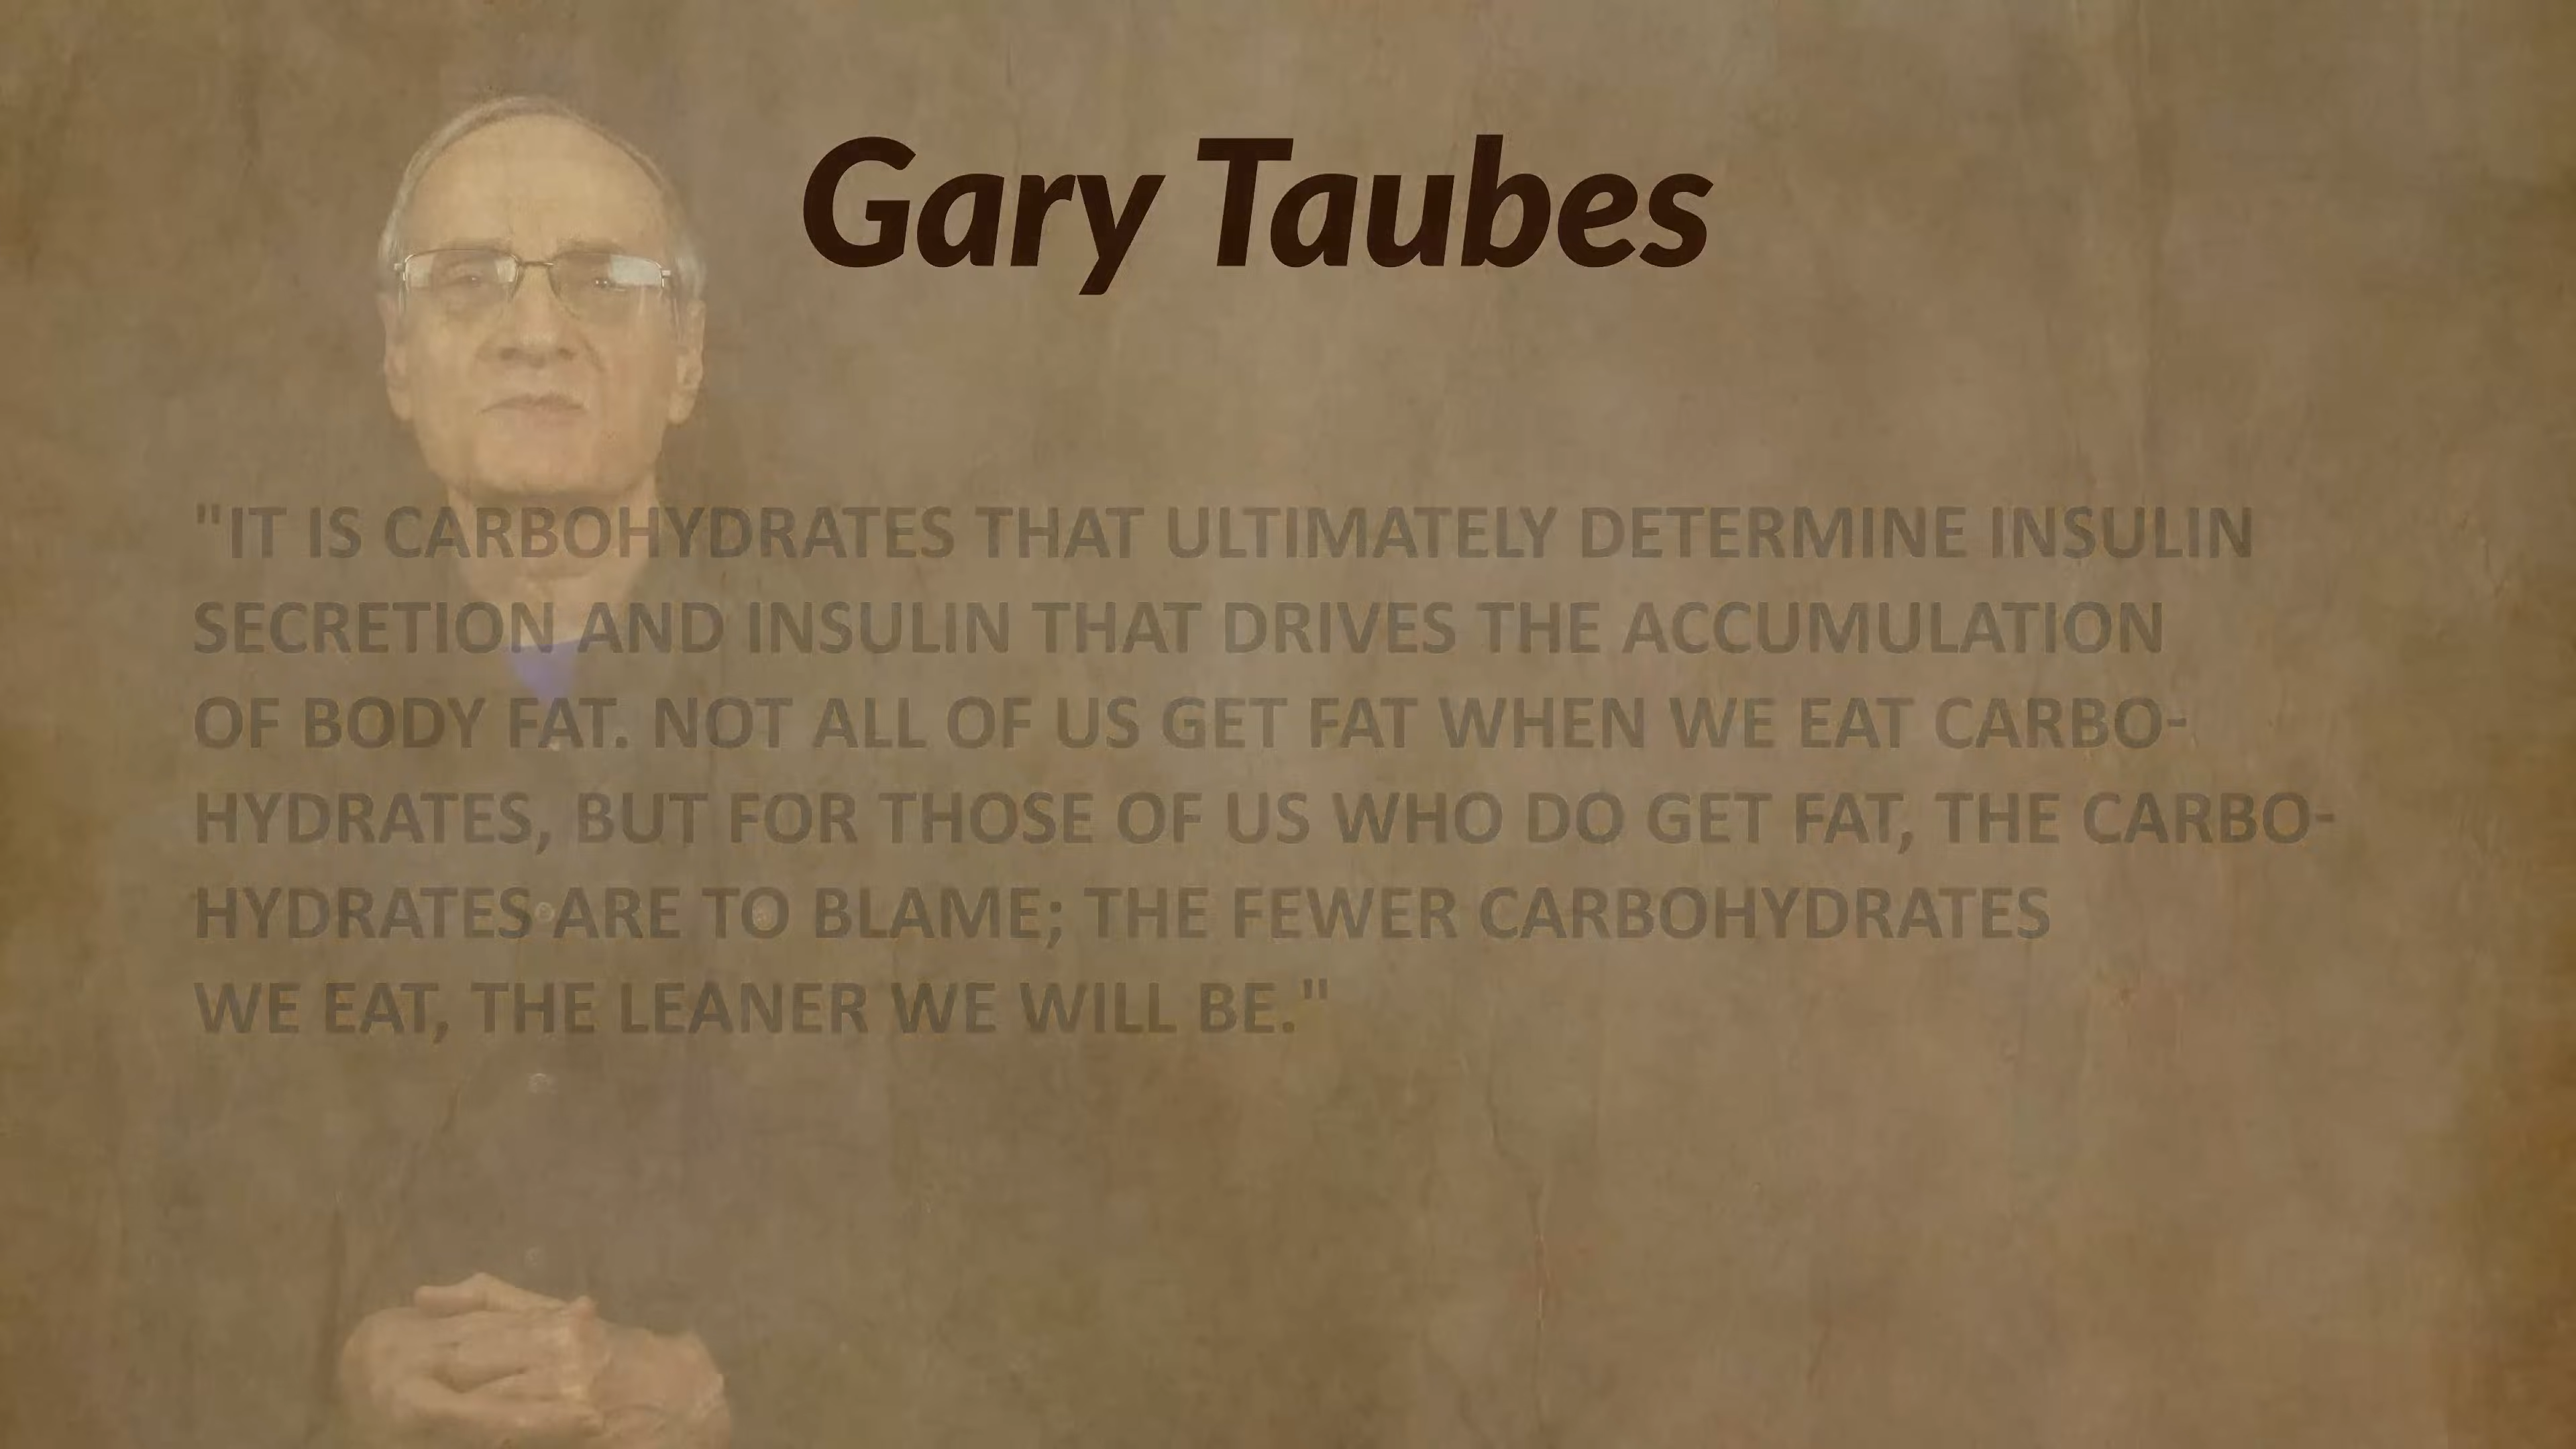 Gary Taubes
"IT IS CARBOHYDRATES THAT ULTIMATELY DETERMINE INSULIN
SECRETION AND INSULIN THAT DRIVES THE ACCUMULATION
OF BODY FAT. NOT ALL OF US GET FAT WHEN WE EAT CARBO-
HYDRATES, BUT FOR THOSE OF US WHO DO GET FAT, THE CARBO-
HYDRATES ARE TO BLAME; THE FEWER CARBOHYDRATES
WE EAT, THE LEANER WE WILL BE."